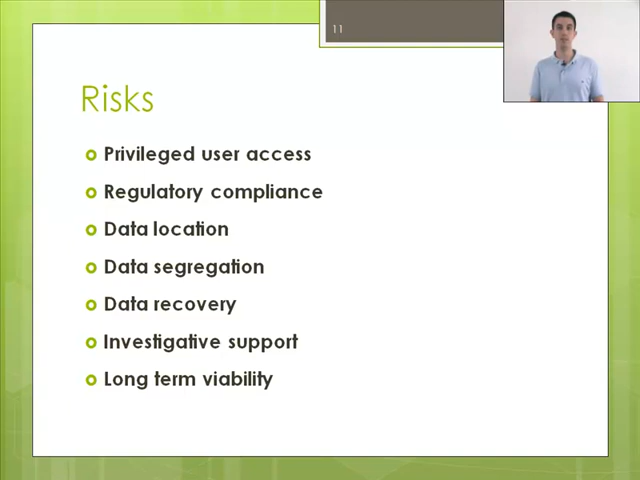 11
Risks
Privileged user access
Regulatory compliance
Data location
Data segregation
Data recovery
Investigative support
Long term viability